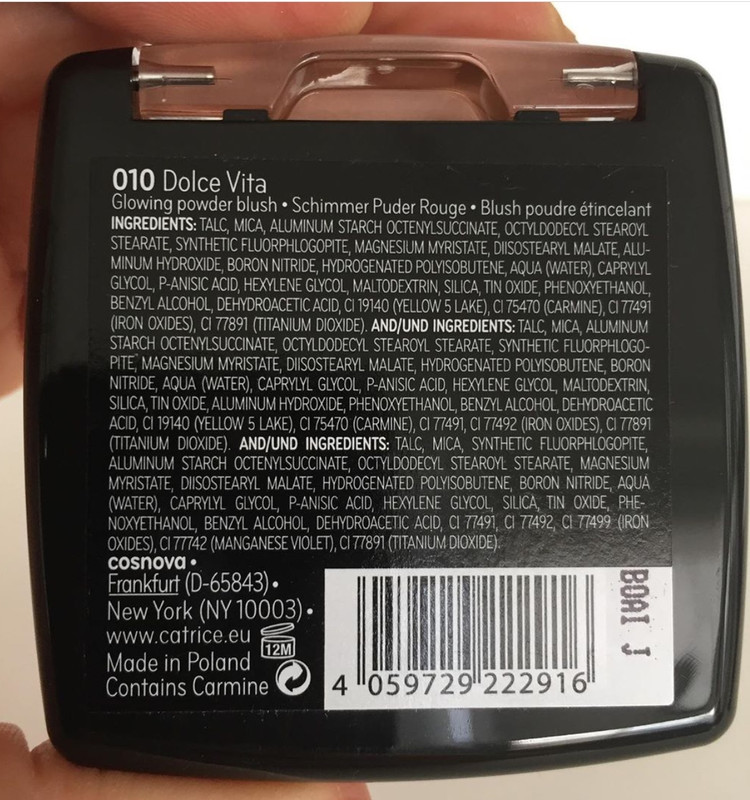 010 Dolce Vita
Glowing powder blush • Schimmer Puder Rouge • Blush poudre étincelant
INGREDIENTS: TALC, MICA, ALUMINUM STARCH OCTENYLSUCCINATE, OCTYLDODECYL STEAROYL
STEARATE, SYNTHETIC FLUORPHLOGOPITE, MAGNESIUM MYRISTATE, DIISOSTEARYL MALATE, ALU-
MINUM HYDROXIDE, BORON NITRIDE, HYDROGENATED POLYISOBUTENE, AQUA (WATER), CAPRYLYL
GLYCOL, P-ANISIC ACID, HEXYLENE GLYCOL, MALTODEXTRIN, SILICA, TIN OXIDE, PHENOXYETHANOL,
BENZYL ALCOHOL, DEHYDROACETIC ACID, CI 19140 (YELLOW 5 LAKE), CI 75470 (CARMINE), CI 77491
(IRON OXIDES), CI 77891 (TITANIUM DIOXIDE). AND/UND INGREDIENTS: TALC, MICA, ALUMINUM
STARCH OCTENYLSUCCINATE, OCTYLDODECYL STEAROYL STEARATE, SYNTHETIC FLUORPHLOGO-
PITE, MAGNESIUM MYRISTATE, DIISOSTEARYL MALATE, HYDROGENATED POLYISOBUTENE, BORON
NITRIDE, AQUA (WATER), CAPRYLYL GLYCOL, P-ANISIC ACID, HEXYLENE GLYCOL, MALTODEXTRIN,
SILICA, TIN OXIDE, ALUMINUM HYDROXIDE, PHENOXYETHANOL, BENZYL ALCOHOL, DEHYDROACETIC
ACID, CI 19140 (YELLOW 5 LAKE), CI 75470 (CARMINE), CI 77491, CI 77492 (IRON OXIDES), CI 77891
(TITANIUM DIOXIDE). AND/UND INGREDIENTS: TALC, MICA, SYNTHETIC FLUORPHLOGOPITE,
ALUMINUM STARCH OCTENYLSUCCINATE, OCTYLDODECYL STEAROYL STEARATE, MAGNESIUM
MYRISTATE, DIISOSTEARYL MALATE, HYDROGENATED POLYISOBUTENE, BORON NITRIDE, AQUA
(WATER), CAPRYLYL GLYCOL, P-ANISIC ACID, HEXYLENE GLYCOL, SILICA, TIN OXIDE, PHE-
NOXYETHANOL, BENZYL ALCOHOL, DEHYDROACETIC ACID, CI 77491, CI 77492, CI 77499 (IRON
OXIDES), CI 77742 (MANGANESE VIOLET), CI 77891 (TITANIUM DIOXIDE).
cosnova •
Frankfurt (D-65843) •
New York (NY 10003) •
www.catrice.eu
12M
Made in Poland
Contains Carmine
4 059729 222916